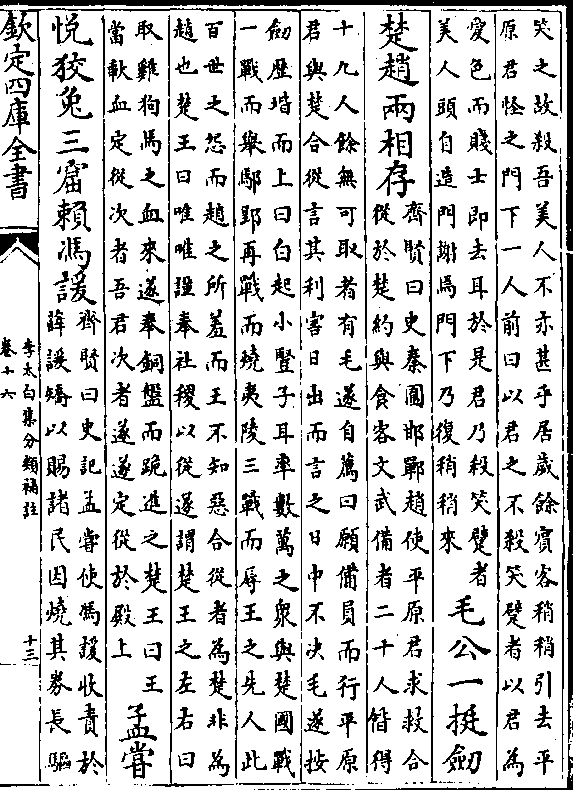 笑之故殺吾美人不亦甚乎居歲餘賔客稍稍引去平
原君怪之門下一人前曰以君之不殺笑躄者以君為
愛色而賤士即去耳於是君乃殺笑躄者
美人頭自造門謝焉門下乃復稍稍來
毛公一挺劒
楚趙兩相存
齊賢曰史秦圍邯鄲趙使平原君求救合
從於楚約與食客文武備者二十人偕得
十九人餘無可取者有毛遂自薦曰願備員而行平原
君與楚合從言其利害日出而言之日中不决毛遂按
劒歴堦而上曰白起小豎子耳率數萬之衆與楚國戰
一戰而舉鄢郢再戰而燒夷陵三戰而辱王之先人此
百世之怨而趙之所羞而王不知惡合從者為楚非為
趙也楚王曰唯唯謹奉社稷以從遂謂楚王之左右曰
取雞狗馬之血來遂奉銅盤而跪進之楚王曰王
當歃血定從次者吾君次者遂遂定從於殿上
孟嘗
悦狡兎三窟賴馮諼
齊賢曰史記孟嘗使馮諼收責於
薛諼矯以賜諸民因燒其劵長驅
欽定四庫全書
李太白集分類補註
卷十六
十三